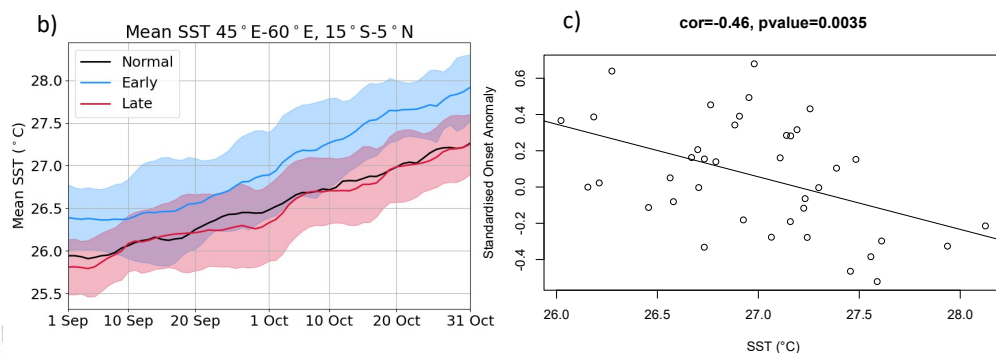 b)
Mean SST 45°E-60°E, 15°S-5°N
Normal
Early
Late
Mean SST (°C)
28.0
27.5
27.0
26.5
26.0
25.5
1 Sep 10 Sep 20 Sep 1 Oct 10 Oct 20 Oct 31 Oct
c)
cor=-0.46, pvalue=0.0035
Standardised Onset Anomaly
0.6
0.4
0.2
0.0
-0.4
26.0 26.5 27.0 27.5 28.0
SST (°C)